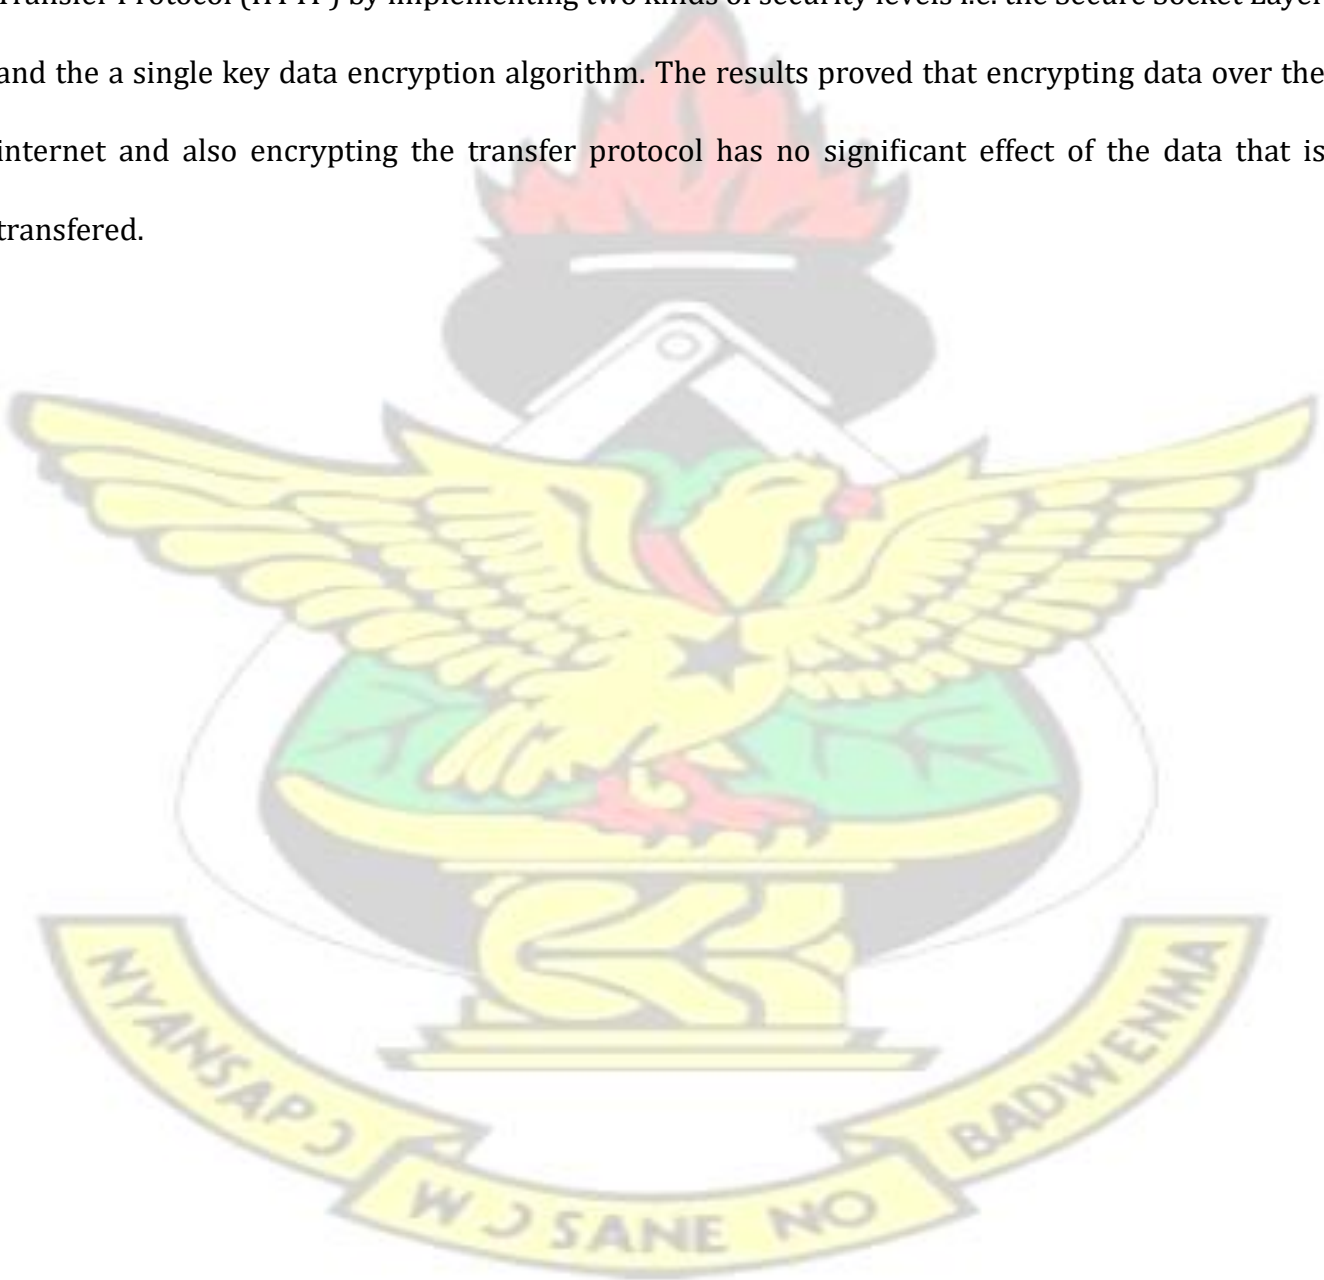 Transfer Protocol (HTTP) by implementing two kinds of security levels i.e. the Secure Socket Layer
and the a single key data encryption algorithm. The results proved that encrypting data over the
internet and also encrypting the transfer protocol has no significant effect of the data that is
transfered.
NYANSAPƆ
WƆSANE NO
BADWENMA